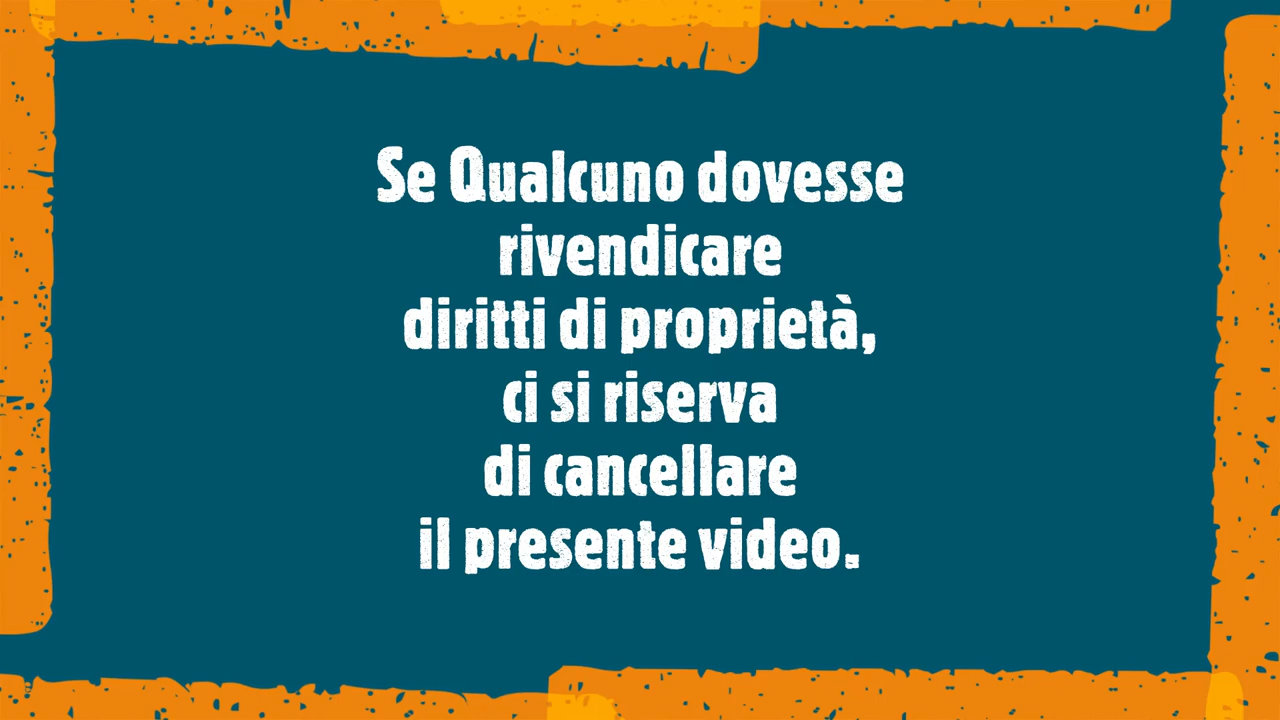 Se Qualcuno dovesse
rivendicare
diritti di proprietà,
ci si riserva
di cancellare
il presente video.